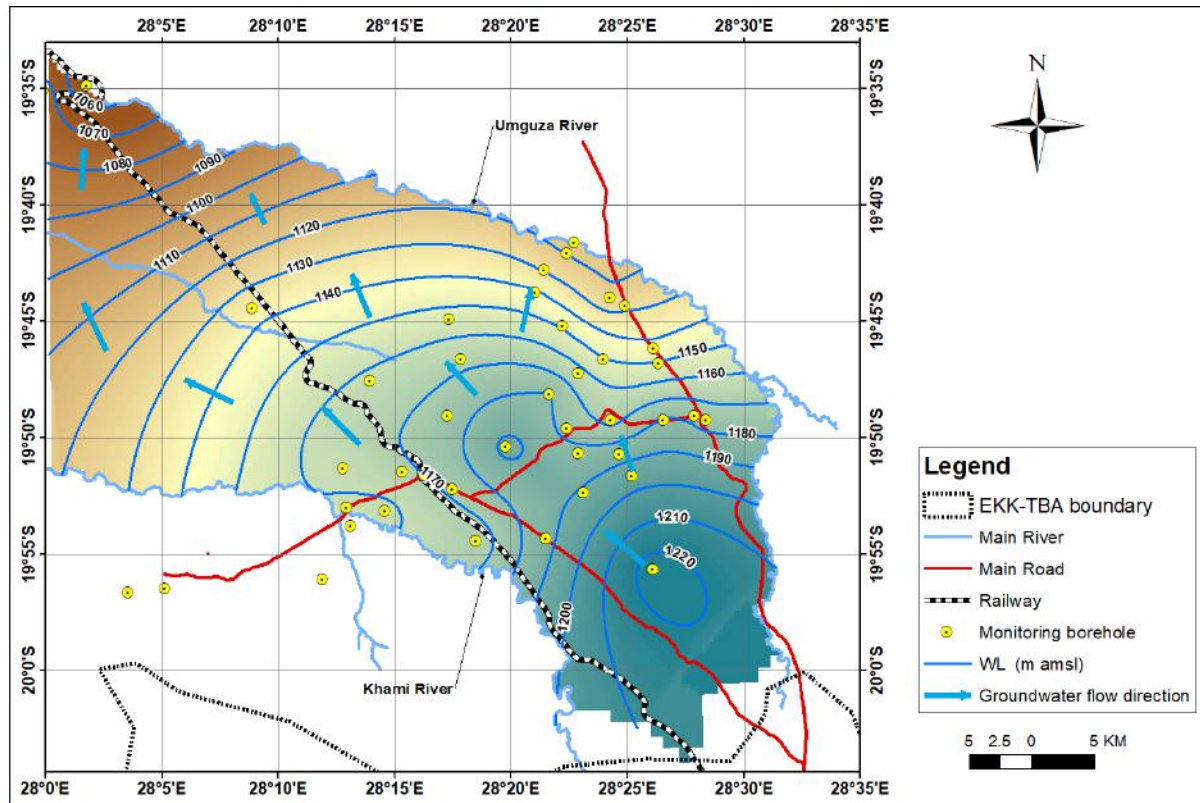 28°0'E 28°5'E 28°10'E 28°15'E 28°20'E 28°25'E 28°30'E 28°35'E
28°5'E 28°10'E 28°15'E 28°20'E 28°25'E 28°30'E 28°35'E
19°35'S 19°35'S
19°40'S 19°40'S
19°45'S 19°45'S
19°50'S 19°50'S
19°55'S 19°55'S
20°0'S 20°0'S
Umguza River
1060
1070
1080
1090
1100
1110
1120
1130
1140
1150
1160
1170
1180
1190
1210
1220
1200
Khami River
N
Legend
EKK-TBA boundary
Main River
Main Road
Railway
Monitoring borehole
WL (m amsl)
Groundwater flow direction
5 2.5 0 5 KM